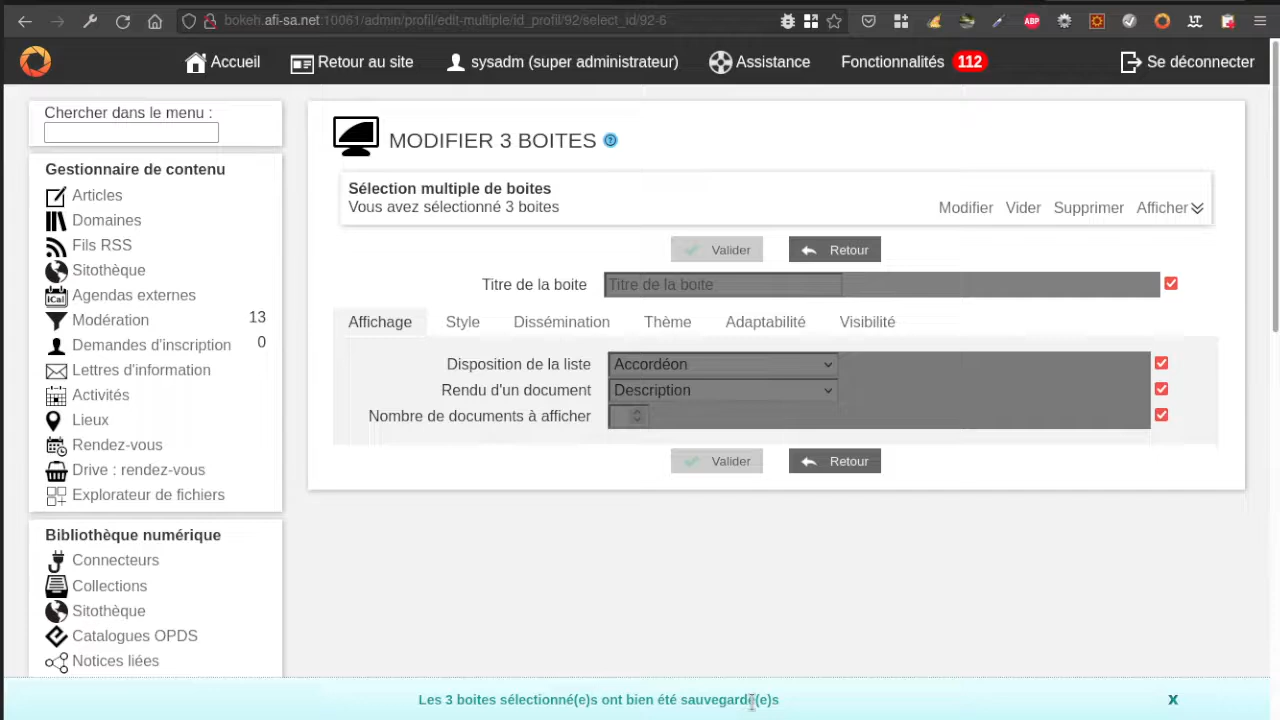 bokeh.afi-sa.net:10061/admin/profil/edit-multiple/id_profil/92/select_id/92-6
ABP
LT
Accueil
Retour au site
sysadm (super administrateur)
Assistance
Fonctionnalités 112
Se déconnecter
Chercher dans le menu :
Gestionnaire de contenu
Articles
Domaines
Fils RSS
Sitothèque
iCal Agendas externes
Modération 13
Demandes d'inscription 0
Lettres d'information
Activités
Lieux
Rendez-vous
Drive : rendez-vous
Explorateur de fichiers
Bibliothèque numérique
Connecteurs
Collections
Sitothèque
Catalogues OPDS
Notices liées
MODIFIER 3 BOITES ?
Sélection multiple de boites
Vous avez sélectionné 3 boites
Modifier Vider Supprimer Afficher
Valider Retour
Titre de la boite Titre de la boite
Affichage Style Dissémination Thème Adaptabilité Visibilité
Disposition de la liste Accordéon
Rendu d'un document Description
Nombre de documents à afficher
Valider Retour
Les 3 boites sélectionné(e)s ont bien été sauvegardé(e)s x